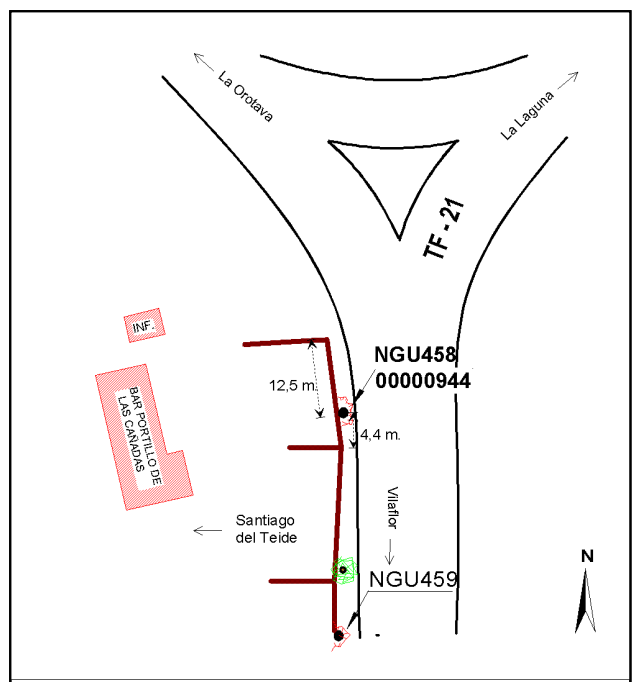 La Orotava
La Laguna
TF - 21
INF.
NGU458
00000944
12,5 m.
BAR PORTILLO DE
LAS CAÑADAS
4,4 m.
Vilaflor
Santiago
del Teide
NGU459
N